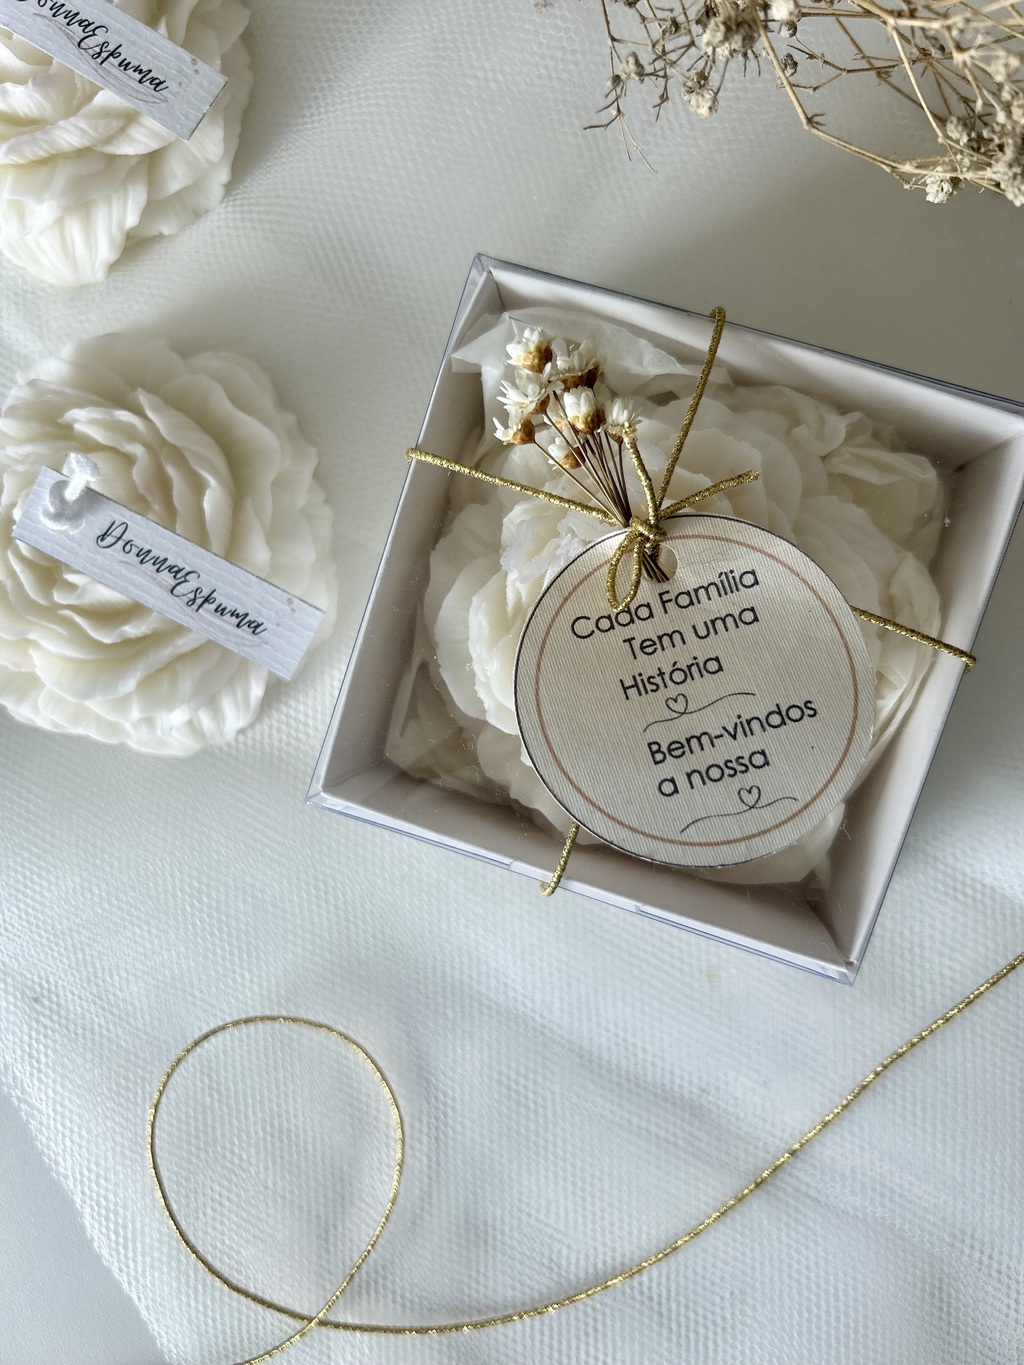 DonnaEspuma
DonnaEspuma
Cada Família
Tem uma
História
Bem-vindos
a nossa